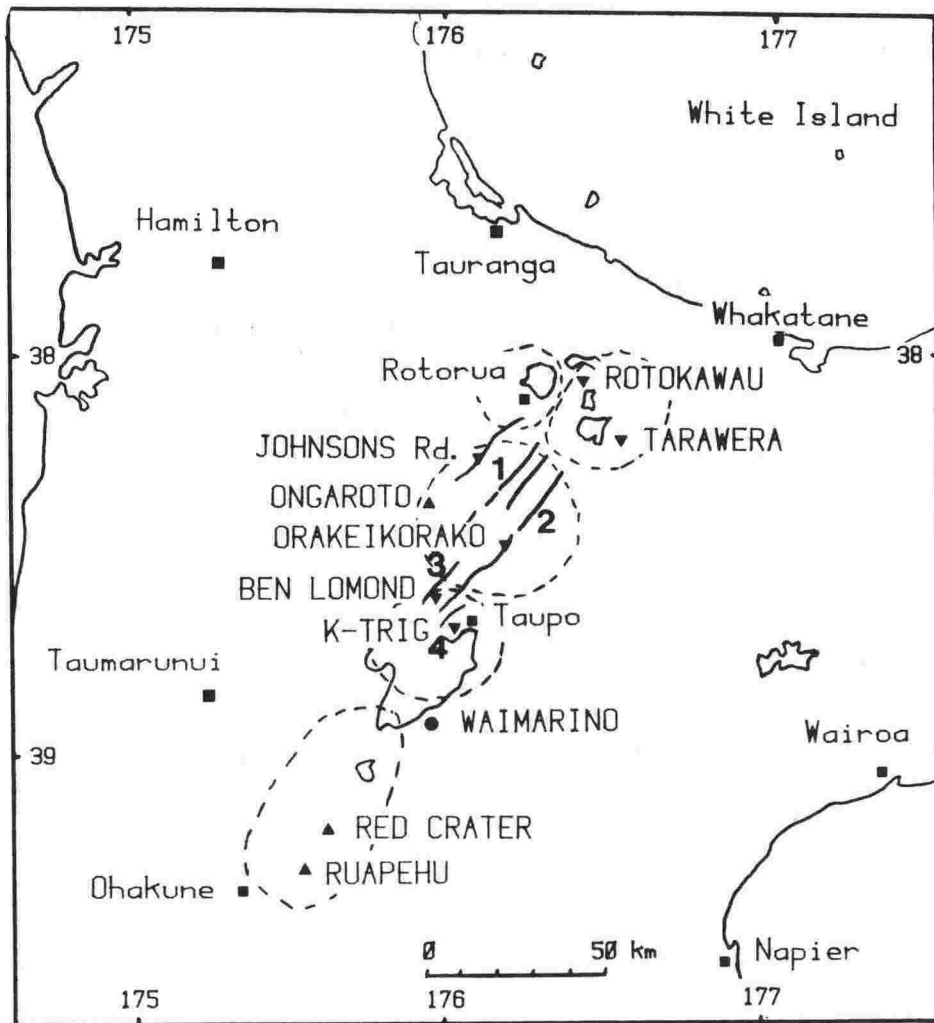 175 176 177
White Island
Hamilton
Tauranga
Whakatane
38 38
Rotorua
ROTOKAWAU
JOHNSONS Rd.
TARAWERA
1
ONGAROTO
2
ORAKEIKORAKO
3
BEN LOMOND
Taupo
K-TRIG
4
Taumarunui
WAIMARINO
Wairoa
39
RED CRATER
RUAPEHU
Ohakune
0 50 km
Napier
175 176 177